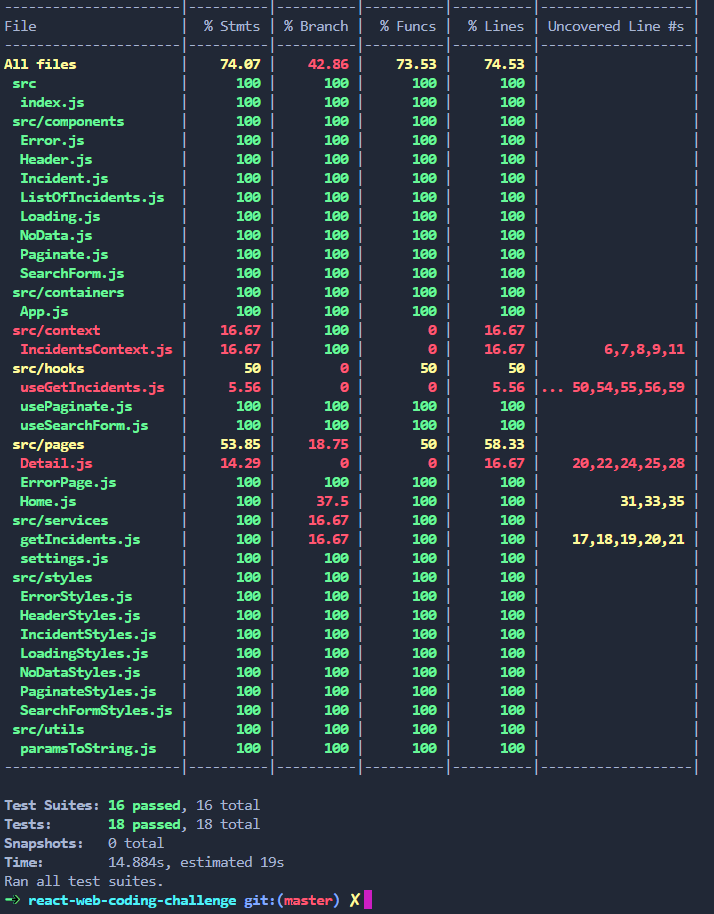 -----------------------|----------|----------|----------|----------|-------------------|
File                   |  % Stmts | % Branch |  % Funcs |  % Lines | Uncovered Line #s |
-----------------------|----------|----------|----------|----------|-------------------|
All files              |    74.07 |    42.86 |    73.53 |    74.53 |                   |
 src                   |      100 |      100 |      100 |      100 |                   |
  index.js             |      100 |      100 |      100 |      100 |                   |
 src/components        |      100 |      100 |      100 |      100 |                   |
  Error.js             |      100 |      100 |      100 |      100 |                   |
  Header.js            |      100 |      100 |      100 |      100 |                   |
  Incident.js          |      100 |      100 |      100 |      100 |                   |
  ListOfIncidents.js   |      100 |      100 |      100 |      100 |                   |
  Loading.js           |      100 |      100 |      100 |      100 |                   |
  NoData.js            |      100 |      100 |      100 |      100 |                   |
  Paginate.js          |      100 |      100 |      100 |      100 |                   |
  SearchForm.js        |      100 |      100 |      100 |      100 |                   |
 src/containers        |      100 |      100 |      100 |      100 |                   |
  App.js               |      100 |      100 |      100 |      100 |                   |
 src/context           |    16.67 |      100 |        0 |    16.67 |                   |
  IncidentsContext.js  |    16.67 |      100 |        0 |    16.67 |        6,7,8,9,11 |
 src/hooks             |       50 |        0 |       50 |       50 |                   |
  useGetIncidents.js   |     5.56 |        0 |        0 |     5.56 |... 50,54,55,56,59 |
  usePaginate.js       |      100 |      100 |      100 |      100 |                   |
  useSearchForm.js     |      100 |      100 |      100 |      100 |                   |
 src/pages             |    53.85 |    18.75 |       50 |    58.33 |                   |
  Detail.js            |    14.29 |        0 |        0 |    16.67 |    20,22,24,25,28 |
  ErrorPage.js         |      100 |      100 |      100 |      100 |                   |
  Home.js              |      100 |     37.5 |      100 |      100 |          31,33,35 |
 src/services          |      100 |    16.67 |      100 |      100 |                   |
  getIncidents.js      |      100 |    16.67 |      100 |      100 |    17,18,19,20,21 |
  settings.js          |      100 |      100 |      100 |      100 |                   |
 src/styles            |      100 |      100 |      100 |      100 |                   |
  ErrorStyles.js       |      100 |      100 |      100 |      100 |                   |
  HeaderStyles.js      |      100 |      100 |      100 |      100 |                   |
  IncidentStyles.js    |      100 |      100 |      100 |      100 |                   |
  LoadingStyles.js     |      100 |      100 |      100 |      100 |                   |
  NoDataStyles.js      |      100 |      100 |      100 |      100 |                   |
  PaginateStyles.js    |      100 |      100 |      100 |      100 |                   |
  SearchFormStyles.js  |      100 |      100 |      100 |      100 |                   |
 src/utils             |      100 |      100 |      100 |      100 |                   |
  paramsToString.js    |      100 |      100 |      100 |      100 |                   |
-----------------------|----------|----------|----------|----------|-------------------|
Test Suites: 16 passed, 16 total
Tests:       18 passed, 18 total
Snapshots:   0 total
Time:        14.884s, estimated 19s
Ran all test suites.
=> react-web-coding-challenge git:(master) ✗